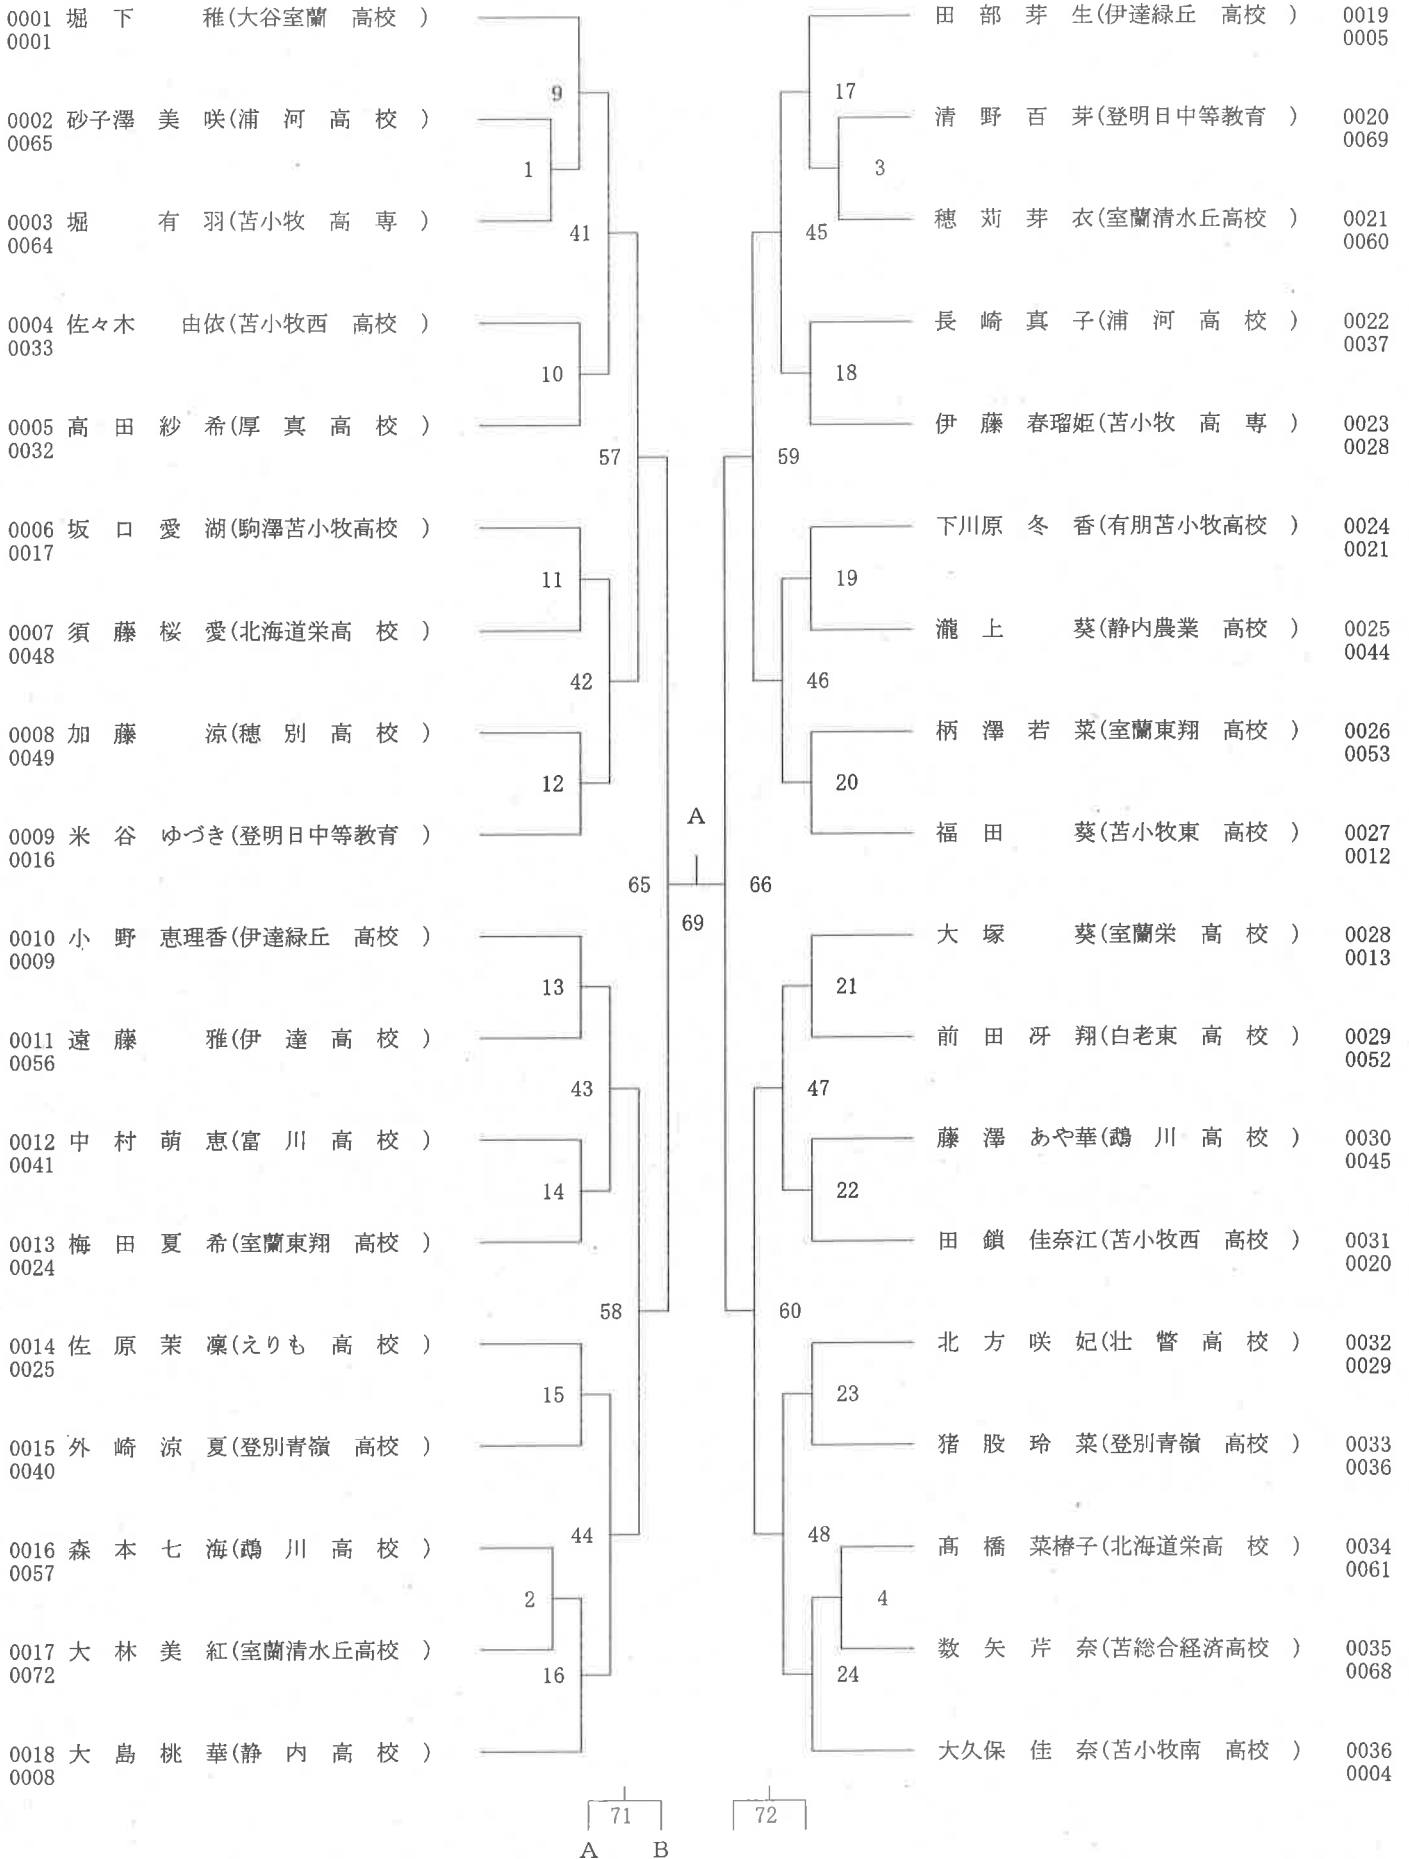 0001 堀 下 稚(大谷室蘭 高校 )
0001
9
0002 砂子澤 美 咲(浦 河 高 校 )
0065
1
0003 堀 有 羽(苫小牧 高 専 )
0064
41
0004 佐々木 由依(苫小牧西 高校 )
0033
10
0005 高 田 紗 希(厚 真 高 校 )
0032
57
0006 坂 口 愛 湖(駒澤苫小牧高校 )
0017
11
0007 須 藤 桜 愛(北海道栄高 校 )
0048
42
0008 加 藤 涼(穂 別 高 校 )
0049
12
0009 米 谷 ゆづき(登明日中等教育 )
0016
65
0010 小 野 恵理香(伊達緑丘 高校 )
0009
13
0011 遠 藤 雅(伊 達 高 校 )
0056
43
0012 中 村 萌 恵(富 川 高 校 )
0041
14
0013 梅 田 夏 希(室蘭東翔 高校 )
0024
58
0014 佐 原 茉 凜(えりも 高 校 )
0025
15
0015 外 崎 涼 夏(登別青嶺 高校 )
0040
44
0016 森 本 七 海(鵡 川 高 校 )
0057
2
0017 大 林 美 紅(室蘭清水丘高校 )
0072
16
0018 大 島 桃 華(静 内 高 校 )
0008
A
69
田 部 芽 生(伊達緑丘 高校 ) 0019
0005
17
清 野 百 芽(登明日中等教育 ) 0020
0069
3
穂 苅 芽 衣(室蘭清水丘高校 ) 0021
0060
45
長 崎 真 子(浦 河 高 校 ) 0022
0037
18
伊 藤 春瑠姫(苫小牧 高 専 ) 0023
0028
59
下川原 冬 香(有朋苫小牧高校 ) 0024
0021
19
瀧 上 葵(静内農業 高校 ) 0025
0044
46
柄 澤 若 菜(室蘭東翔 高校 ) 0026
0053
20
福 田 葵(苫小牧東 高校 ) 0027
0012
66
大 塚 葵(室蘭栄 高 校 ) 0028
0013
21
前 田 冴 翔(白老東 高 校 ) 0029
0052
47
藤 澤 あや華(鵡 川 高 校 ) 0030
0045
22
田 鎖 佳奈江(苫小牧西 高校 ) 0031
0020
60
北 方 咲 妃(壮 瞥 高 校 ) 0032
0029
23
猪 股 玲 菜(登別青嶺 高校 ) 0033
0036
48
髙 橋 菜椿子(北海道栄高 校 ) 0034
0061
4
数 矢 芹 奈(苫総合経済高校 ) 0035
0068
24
大久保 佳 奈(苫小牧南 高校 ) 0036
0004
71
A B
72